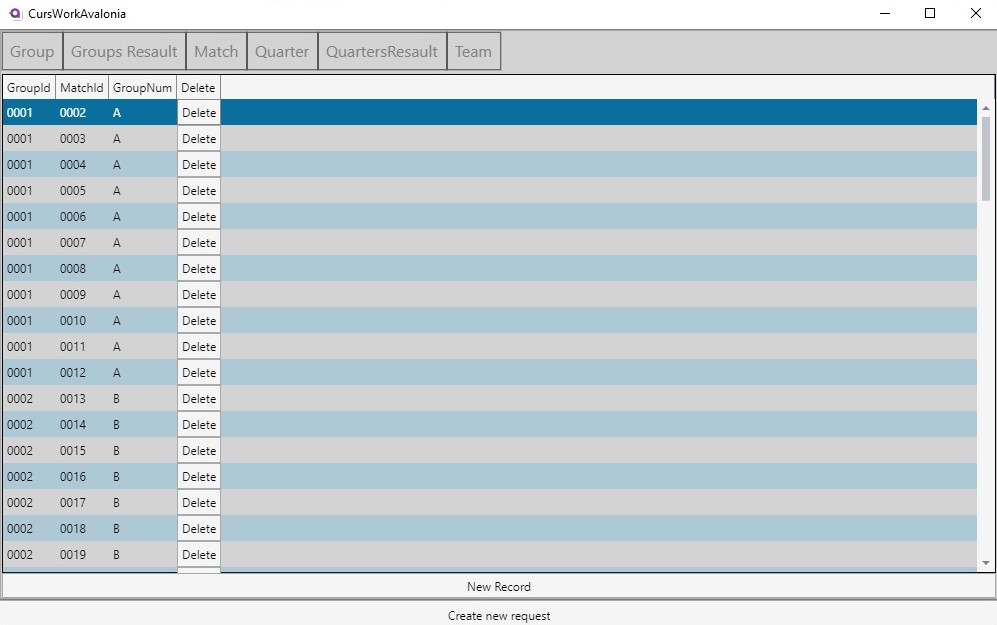 CursWorkAvalonia
Group Groups Resault Match Quarter QuartersResault Team
GroupId MatchId GroupNum Delete
0001 0002 A Delete
0001 0003 A Delete
0001 0004 A Delete
0001 0005 A Delete
0001 0006 A Delete
0001 0007 A Delete
0001 0008 A Delete
0001 0009 A Delete
0001 0010 A Delete
0001 0011 A Delete
0001 0012 A Delete
0002 0013 B Delete
0002 0014 B Delete
0002 0015 B Delete
0002 0016 B Delete
0002 0017 B Delete
0002 0018 B Delete
0002 0019 B Delete
New Record
Create new request